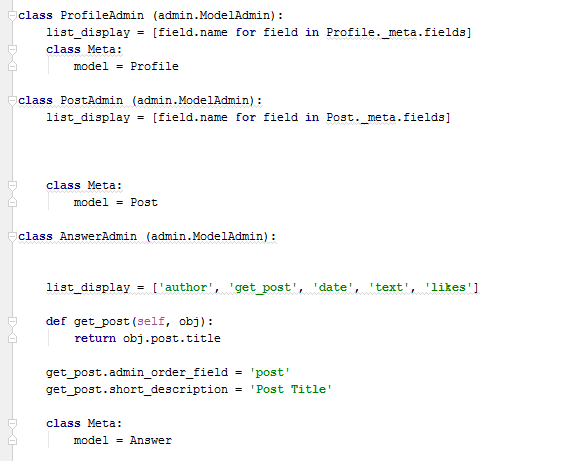 class ProfileAdmin (admin.ModelAdmin):
    list_display = [field.name for field in Profile._meta.fields]
    class Meta:
        model = Profile

class PostAdmin (admin.ModelAdmin):
    list_display = [field.name for field in Post._meta.fields]

    class Meta:
        model = Post

class AnswerAdmin (admin.ModelAdmin):

    list_display = ['author', 'get_post', 'date', 'text', 'likes']

    def get_post(self, obj):
        return obj.post.title

    get_post.admin_order_field = 'post'
    get_post.short_description = 'Post Title'

    class Meta:
        model = Answer